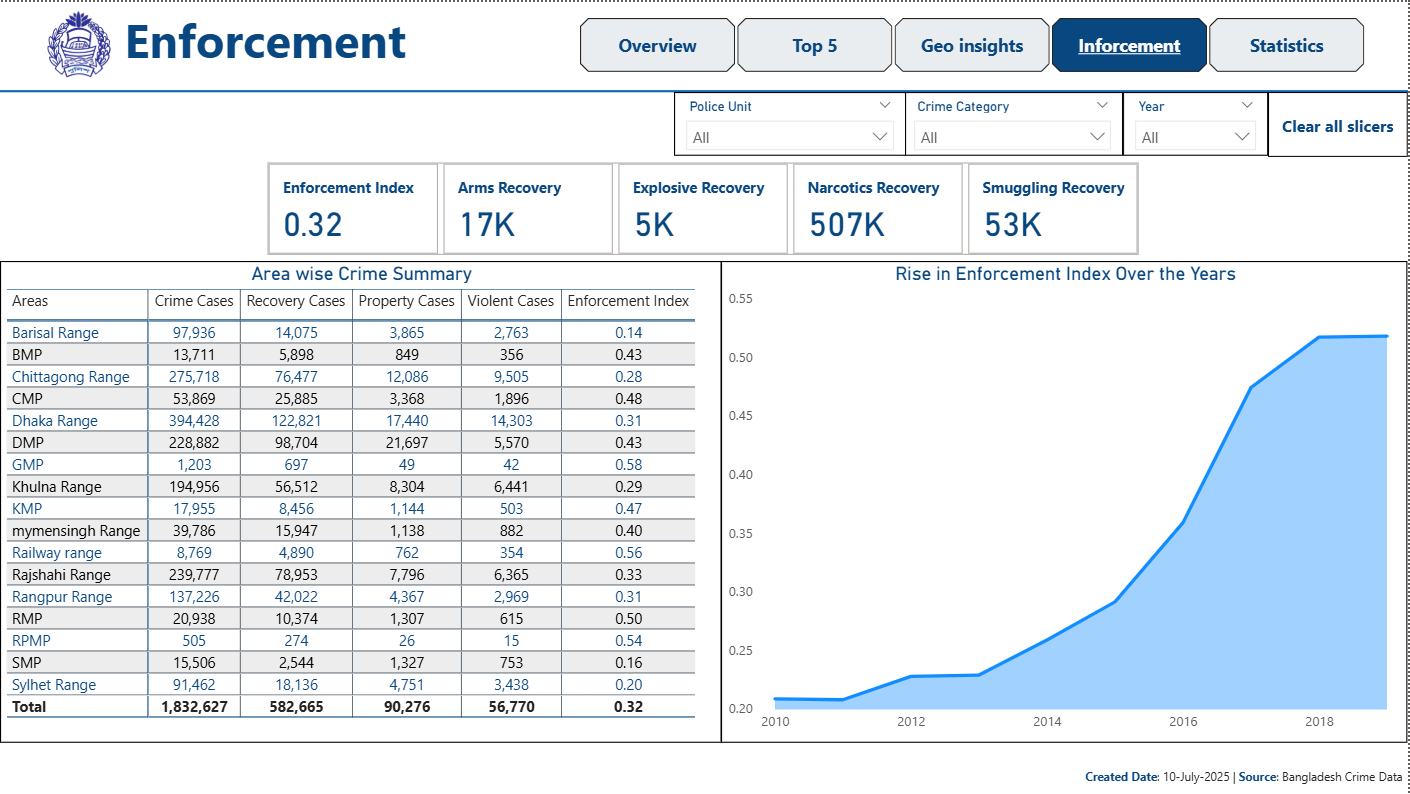 Enforcement
Overview Top 5 Geo insights Inforcement Statistics
Police Unit Crime Category Year Clear all slicers
All All All
Enforcement Index Arms Recovery Explosive Recovery Narcotics Recovery Smuggling Recovery
0.32 17K 5K 507K 53K
Area wise Crime Summary
Areas Crime Cases Recovery Cases Property Cases Violent Cases Enforcement Index
Barisal Range 97,936 14,075 3,865 2,763 0.14
BMP 13,711 5,898 849 356 0.43
Chittagong Range 275,718 76,477 12,086 9,505 0.28
CMP 53,869 25,885 3,368 1,896 0.48
Dhaka Range 394,428 122,821 17,440 14,303 0.31
DMP 228,882 98,704 21,697 5,570 0.43
GMP 1,203 697 49 42 0.58
Khulna Range 194,956 56,512 8,304 6,441 0.29
KMP 17,955 8,456 1,144 503 0.47
mymensingh Range 39,786 15,947 1,138 882 0.40
Railway range 8,769 4,890 762 354 0.56
Rajshahi Range 239,777 78,953 7,796 6,365 0.33
Rangpur Range 137,226 42,022 4,367 2,969 0.31
RMP 20,938 10,374 1,307 615 0.50
RPMP 505 274 26 15 0.54
SMP 15,506 2,544 1,327 753 0.16
Sylhet Range 91,462 18,136 4,751 3,438 0.20
Total 1,832,627 582,665 90,276 56,770 0.32
Rise in Enforcement Index Over the Years
0.55
0.50
0.45
0.40
0.35
0.30
0.25
0.20
2010 2012 2014 2016 2018
Created Date: 10-July-2025 | Source: Bangladesh Crime Data